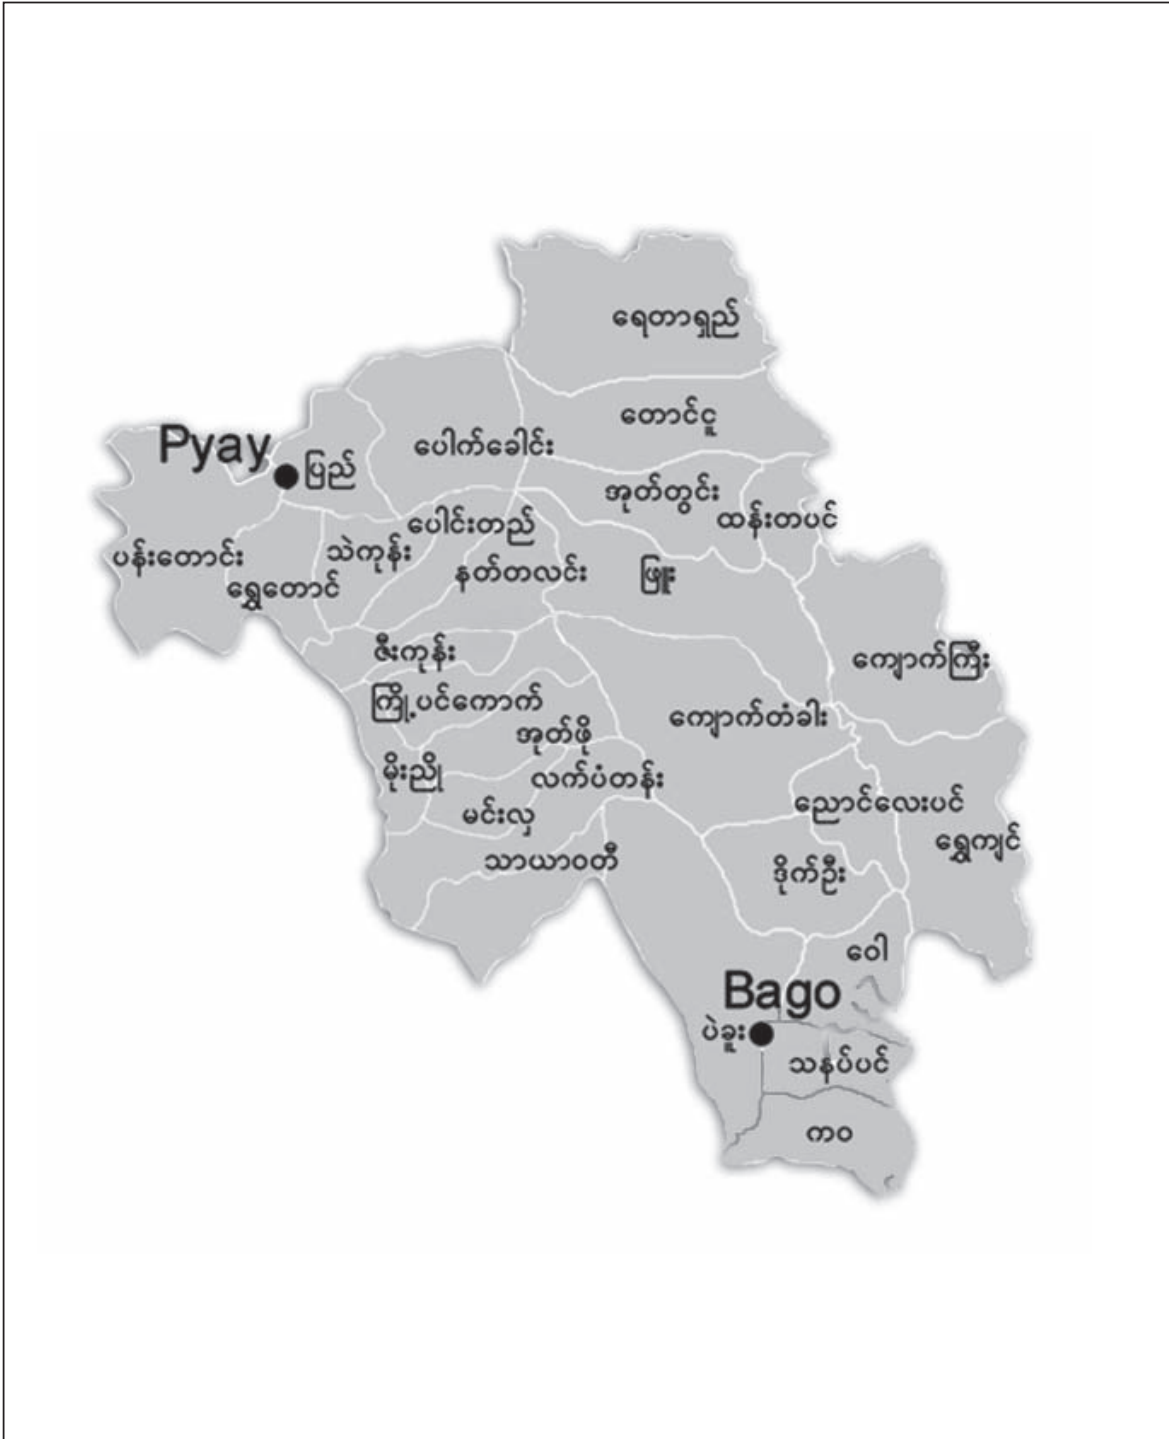 ရေတာရှည်
တောင်ငူ
Pyay
ပြည်
ပေါက်ခေါင်း
အုတ်တွင်း
ထန်းတပင်
ပေါင်းတည်
ပန်းတောင်း
သဲကုန်း
ရွှေတောင်
နတ်တလင်း
ဖြူး
ဇီးကုန်း
ကျောက်ကြီး
ကြို့ပင်ကောက်
ကျောက်တံခါး
အုတ်ဖို
မိုးညို
လက်ပံတန်း
မင်းလှ
ညောင်လေးပင်
ရွှေကျင်
သာယာဝတီ
ဒိုက်ဦး
ဝေါ
Bago
ပဲခူး
သနပ်ပင်
ကဝ